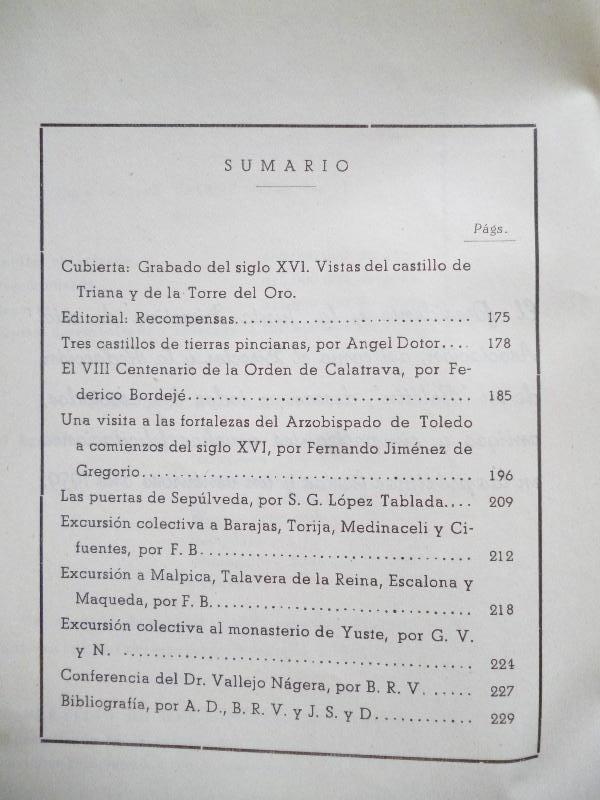 SUMARIO
Págs.
Cubierta: Grabado del siglo XVI. Vistas del castillo de
Triana y de la Torre del Oro.
Editorial: Recompensas.............................. 175
Tres castillos de tierras pincianas, por Angel Dotor.... 178
El VIII Centenario de la Orden de Calatrava, por Fe-
derico Bordejé................................... 185
Una visita a las fortalezas del Arzobispado de Toledo
a comienzos del siglo XVI, por Fernando Jiménez de
Gregorio....................................... 196
Las puertas de Sepúlveda, por S. G. López Tablada.... 209
Excursión colectiva a Barajas, Torija, Medinaceli y Ci-
fuentes, por F. B................................. 212
Excursión a Malpica, Talavera de la Reina, Escalona y
Maqueda, por F. B................................ 218
Excursión colectiva al monasterio de Yuste, por G. V.
y N. .......................................... 224
Conferencia del Dr. Vallejo Nágera, por B. R. V. ...... 227
Bibliografía, por A. D., B. R. V. y J. S. y D............. 229